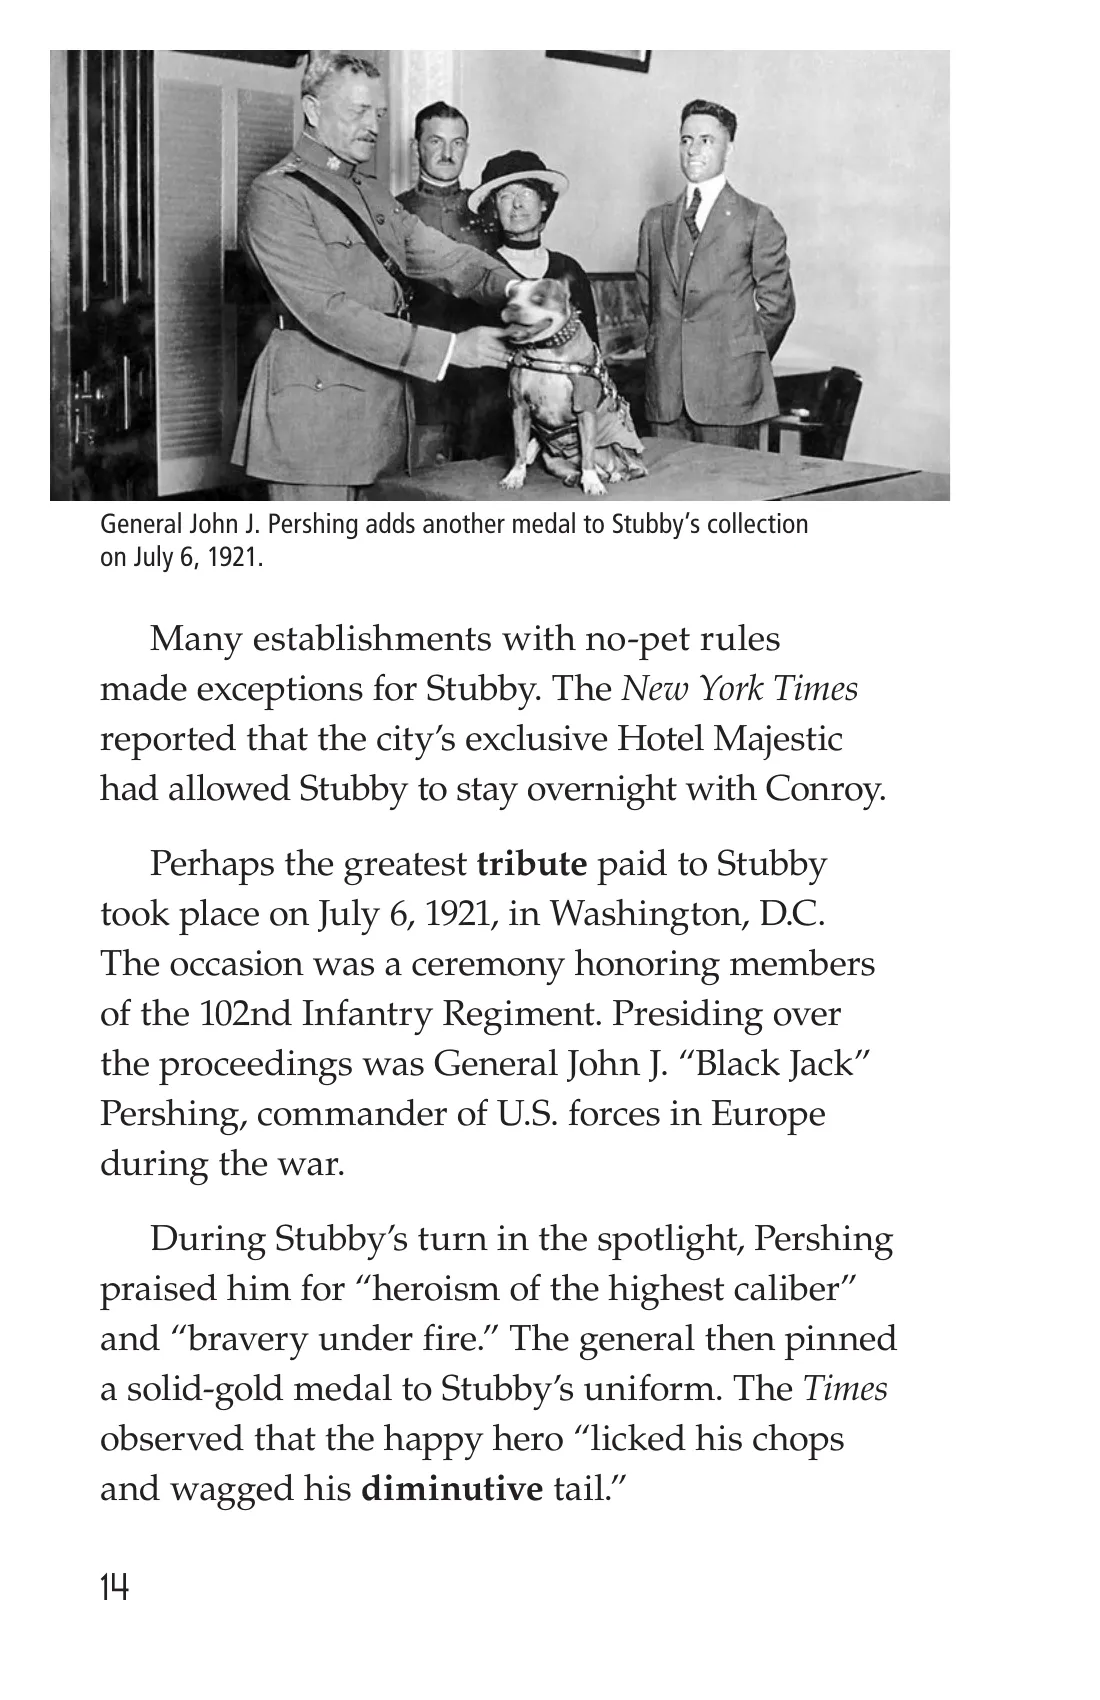 General John J. Pershing adds another medal to Stubby’s collection
on July 6, 1921.
Many establishments with no-pet rules
made exceptions for Stubby. The New York Times
reported that the city’s exclusive Hotel Majestic
had allowed Stubby to stay overnight with Conroy.
Perhaps the greatest tribute paid to Stubby
took place on July 6, 1921, in Washington, D.C.
The occasion was a ceremony honoring members
of the 102nd Infantry Regiment. Presiding over
the proceedings was General John J. “Black Jack”
Pershing, commander of U.S. forces in Europe
during the war.
During Stubby’s turn in the spotlight, Pershing
praised him for “heroism of the highest caliber”
and “bravery under fire.” The general then pinned
a solid-gold medal to Stubby’s uniform. The Times
observed that the happy hero “licked his chops
and wagged his diminutive tail.”
14